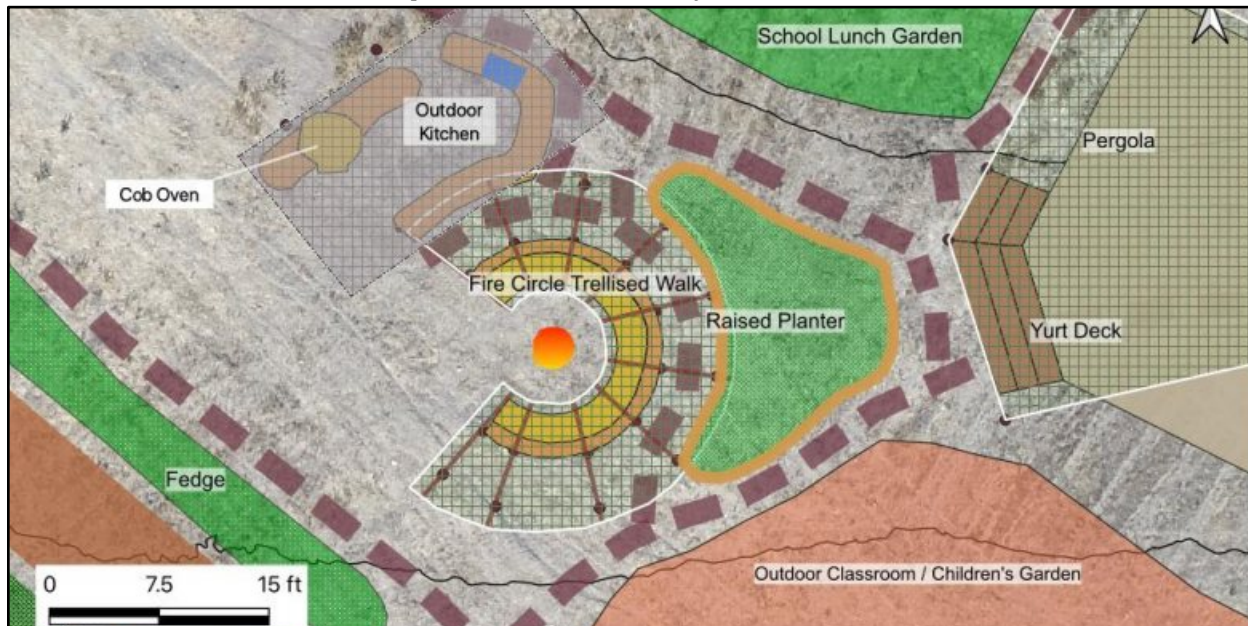 School Lunch Garden
Outdoor
Kitchen
Pergola
Cob Oven
Fire Circle Trellised Walk
Raised Planter
Yurt Deck
Fedge
Outdoor Classroom / Children's Garden
0 7.5 15 ft